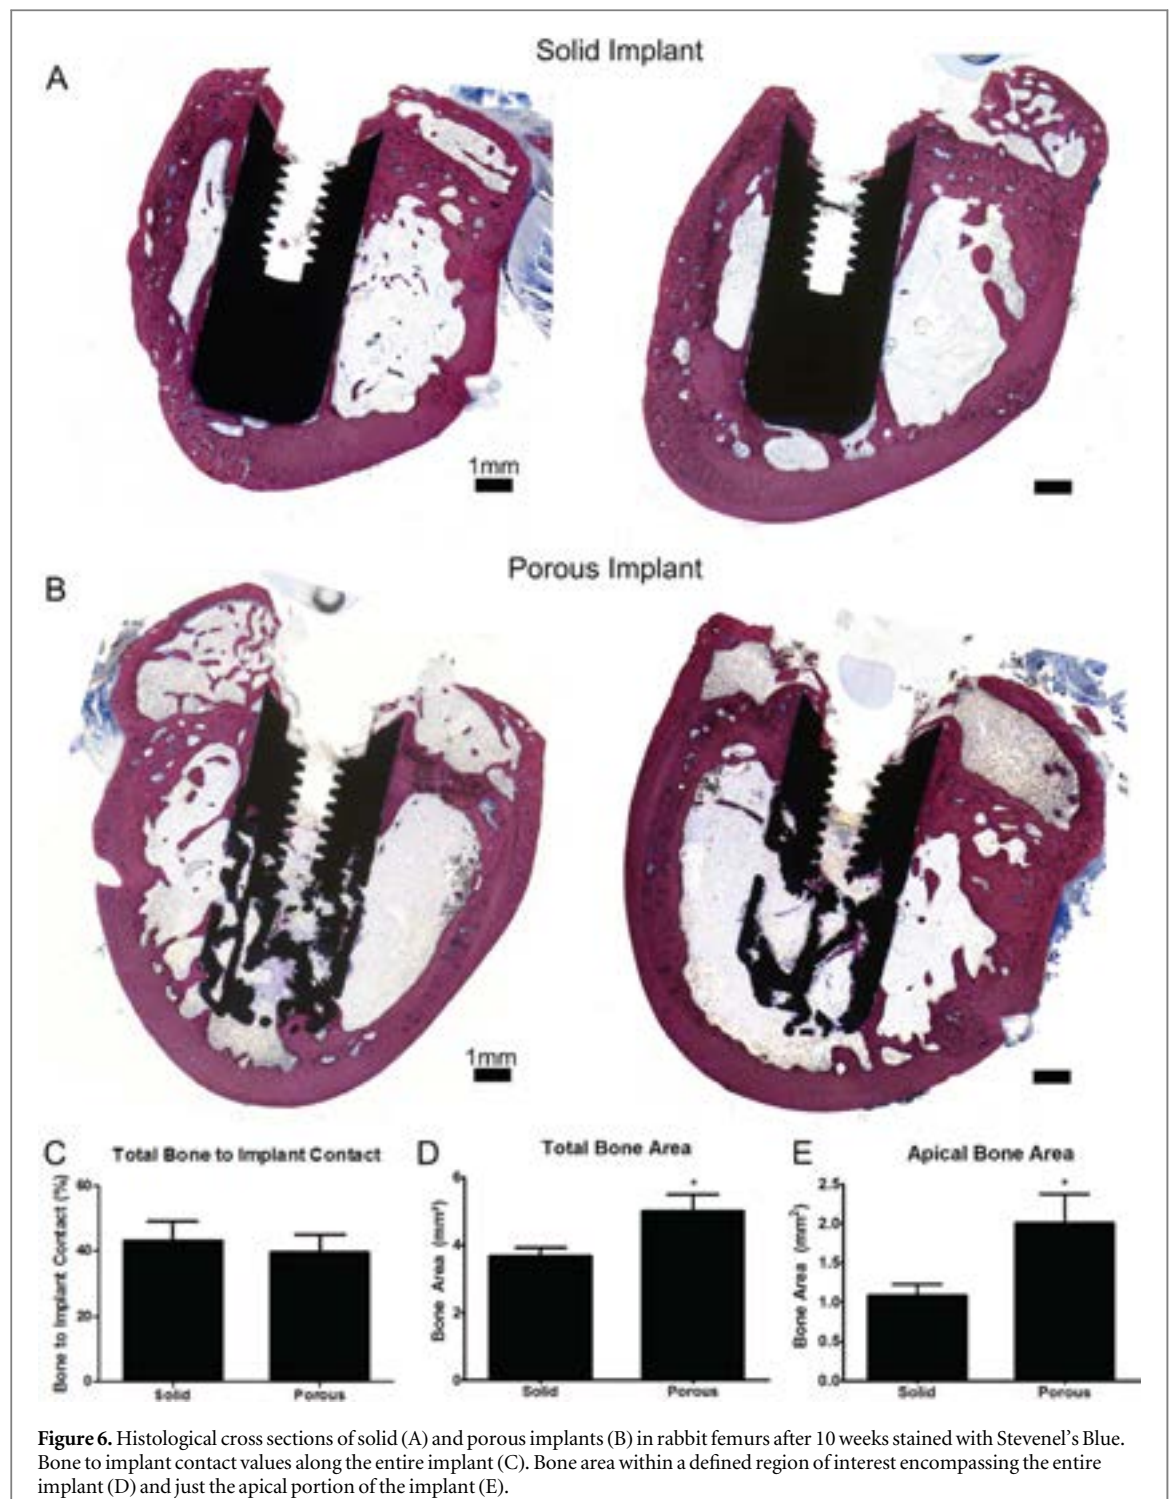 Solid Implant
A
1mm
Porous Implant
B
1mm
C
Total Bone to Implant Contact
Bone to Implant Contact (%)
60
40
20
0
Solid
Porous
D
Total Bone Area
Bone Area (mm²)
6
4
2
0
*
Solid
Porous
E
Apical Bone Area
Bone Area (mm²)
2.5
2.0
1.5
1.0
0.5
0.0
*
Solid
Porous
Figure 6. Histological cross sections of solid (A) and porous implants (B) in rabbit femurs after 10 weeks stained with Stevenel's Blue.
Bone to implant contact values along the entire implant (C). Bone area within a defined region of interest encompassing the entire
implant (D) and just the apical portion of the implant (E).